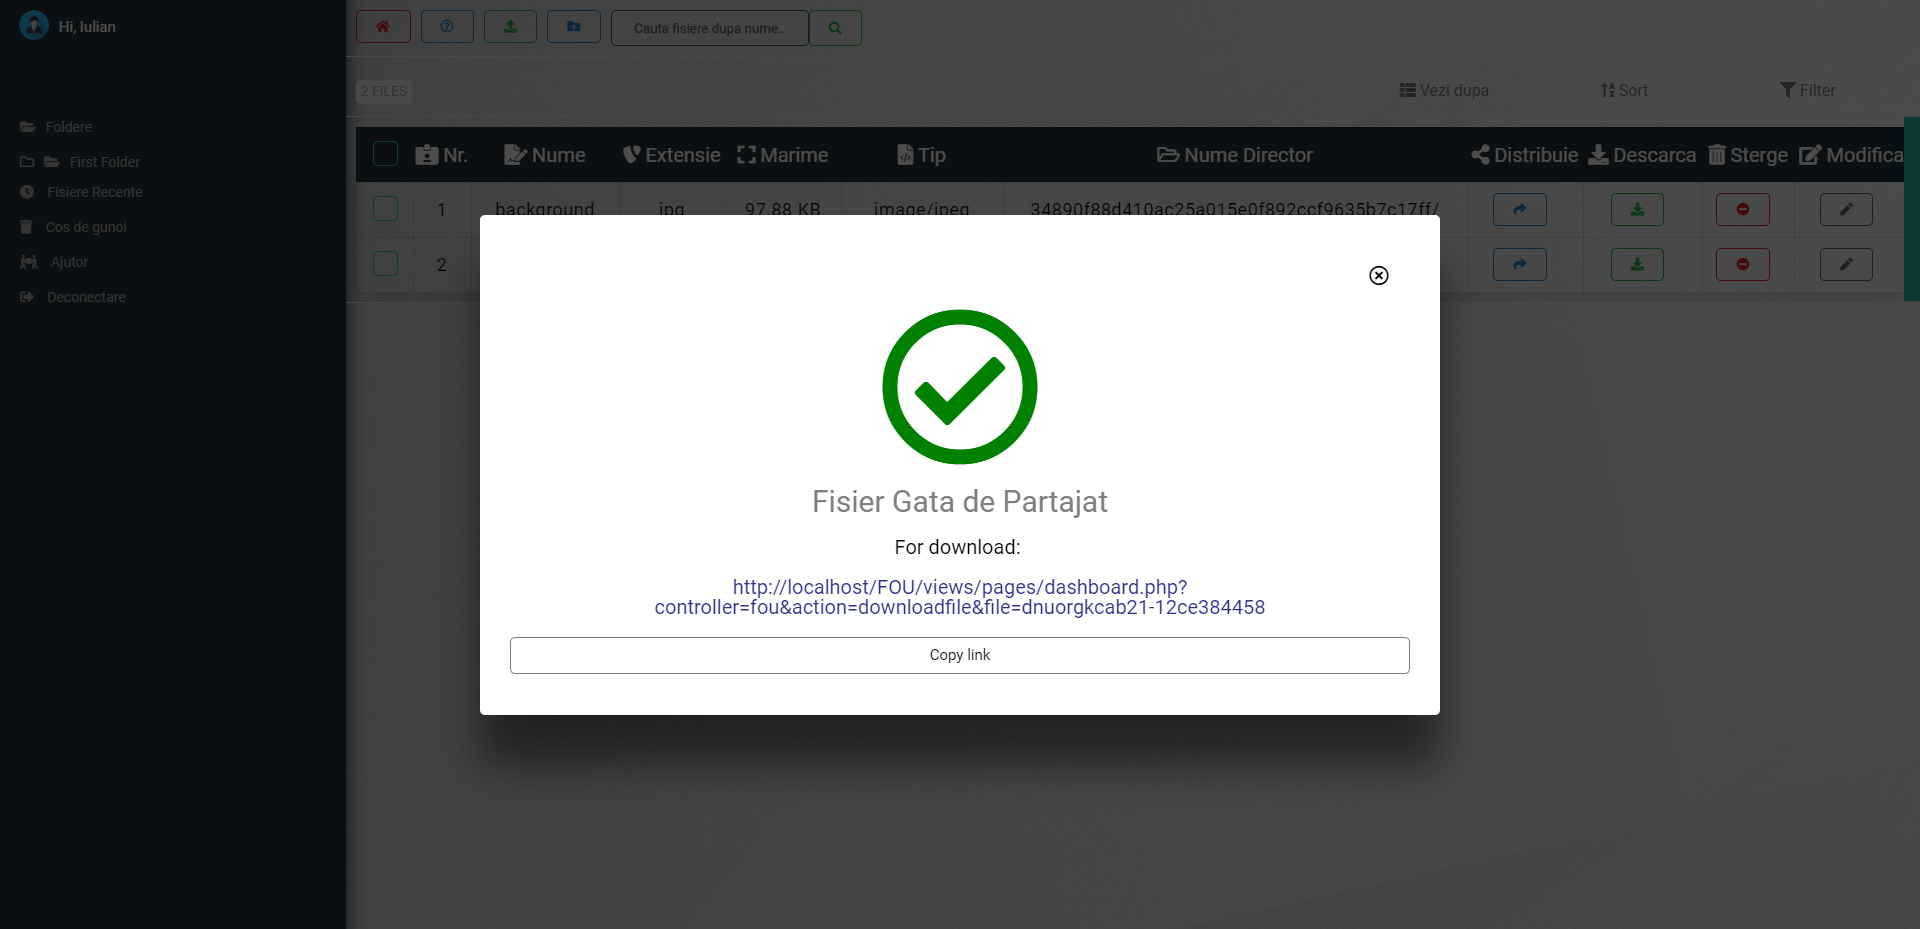 Hi, Iulian
Cauta fisiere dupa nume..
2 FILES
Vezi dupa
Sort
Filter
Foldere
First Folder
Fisiere Recente
Cos de gunoi
Ajutor
Deconectare
Nr. Nume Extensie Marime Tip Nume Director Distribuie Descarca Sterge Modifica
1 background jpg 97.88 KB image/jpeg 34890f88d410ac25a015e0f892ccf9635b7c17ff/
2
Fisier Gata de Partajat
For download:
http://localhost/FOU/views/pages/dashboard.php?
controller=fou&action=downloadfile&file=dnuorgkcab21-12ce384458
Copy link